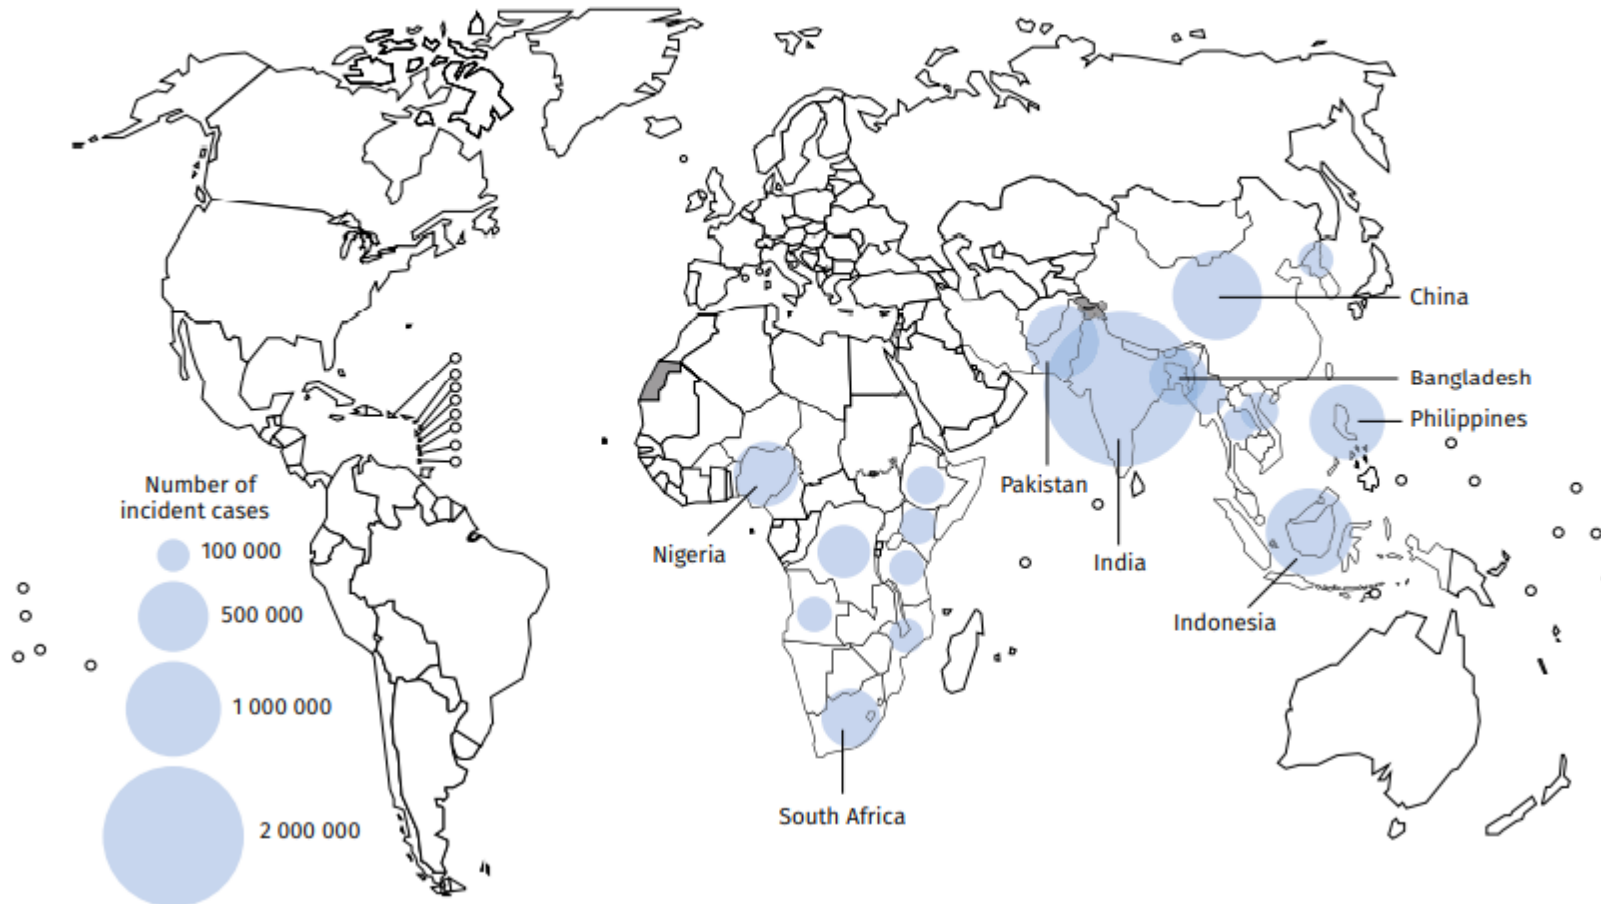 China
Bangladesh
Philippines
Number of
incident cases
Pakistan
100 000
Nigeria
India
500 000
Indonesia
1 000 000
South Africa
2 000 000